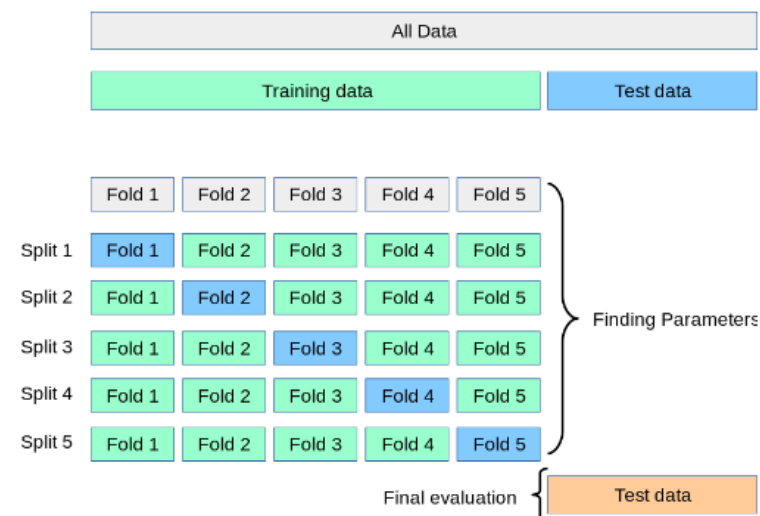 All Data
Training data Test data
Fold 1 Fold 2 Fold 3 Fold 4 Fold 5
Split 1 Fold 1 Fold 2 Fold 3 Fold 4 Fold 5
Split 2 Fold 1 Fold 2 Fold 3 Fold 4 Fold 5
Finding Parameters
Split 3 Fold 1 Fold 2 Fold 3 Fold 4 Fold 5
Split 4 Fold 1 Fold 2 Fold 3 Fold 4 Fold 5
Split 5 Fold 1 Fold 2 Fold 3 Fold 4 Fold 5
Final evaluation Test data